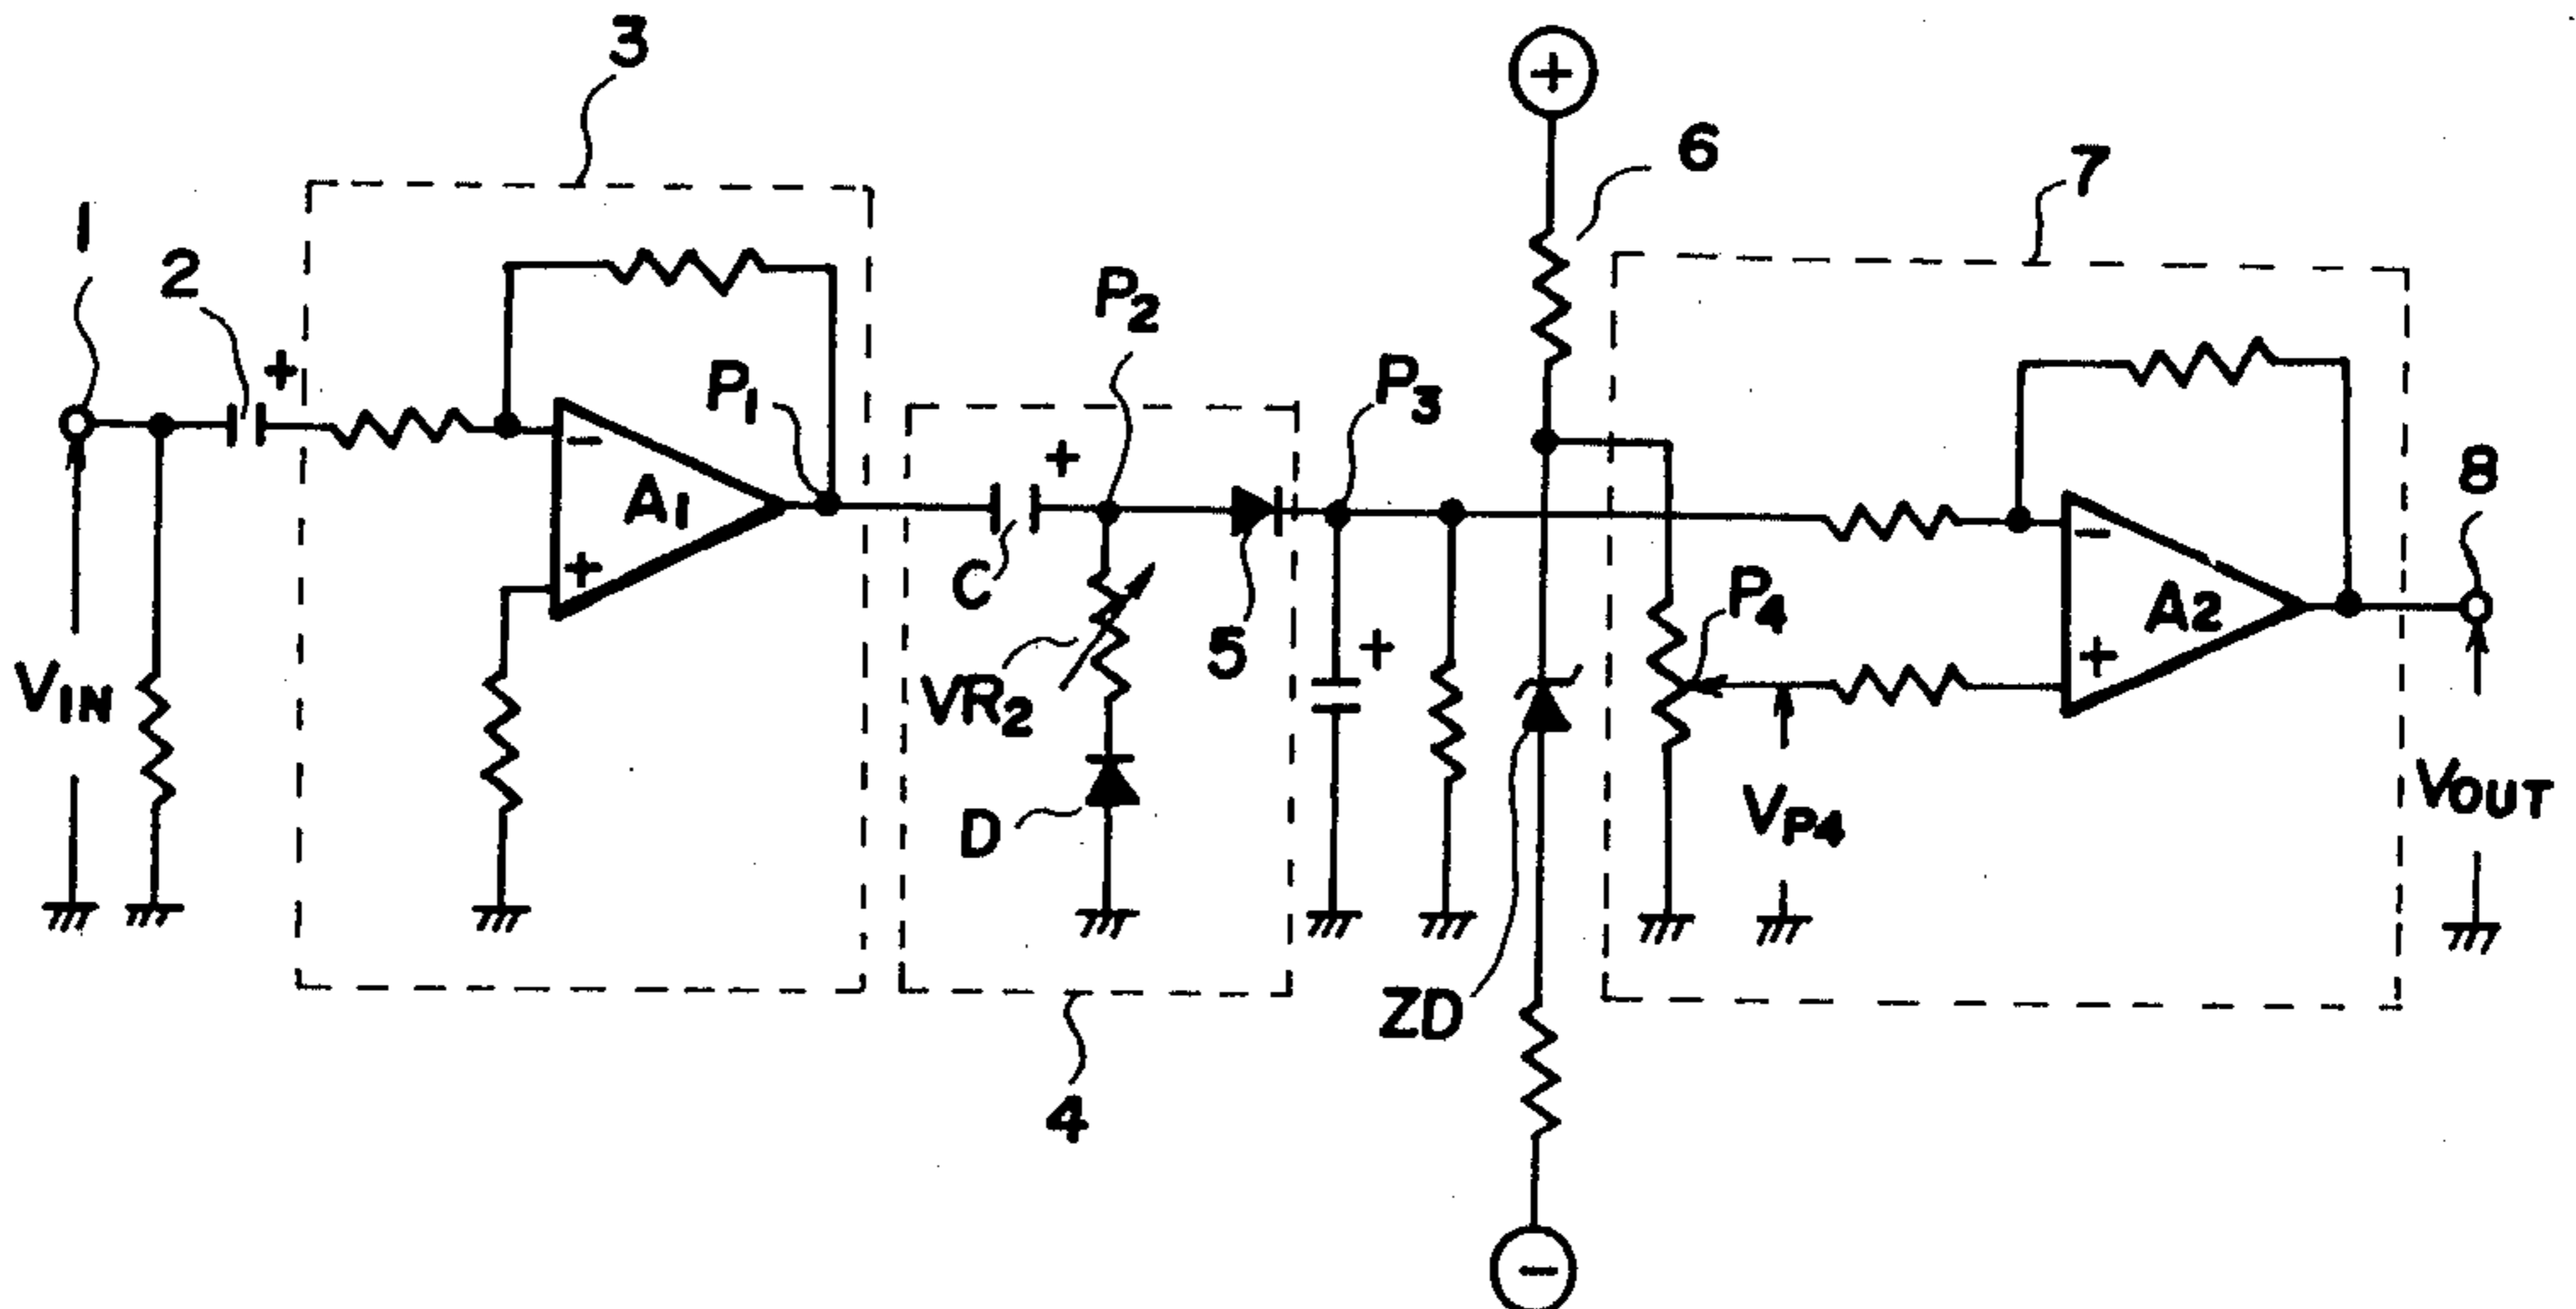 3
+
6
7
1
2
+
P₂
P₁
P₃
−
A₁
+
+
C
8
VIN
VR₂
5
+
P₄
−
A₂
+
D
VP4
VOUT
ZD
4
−